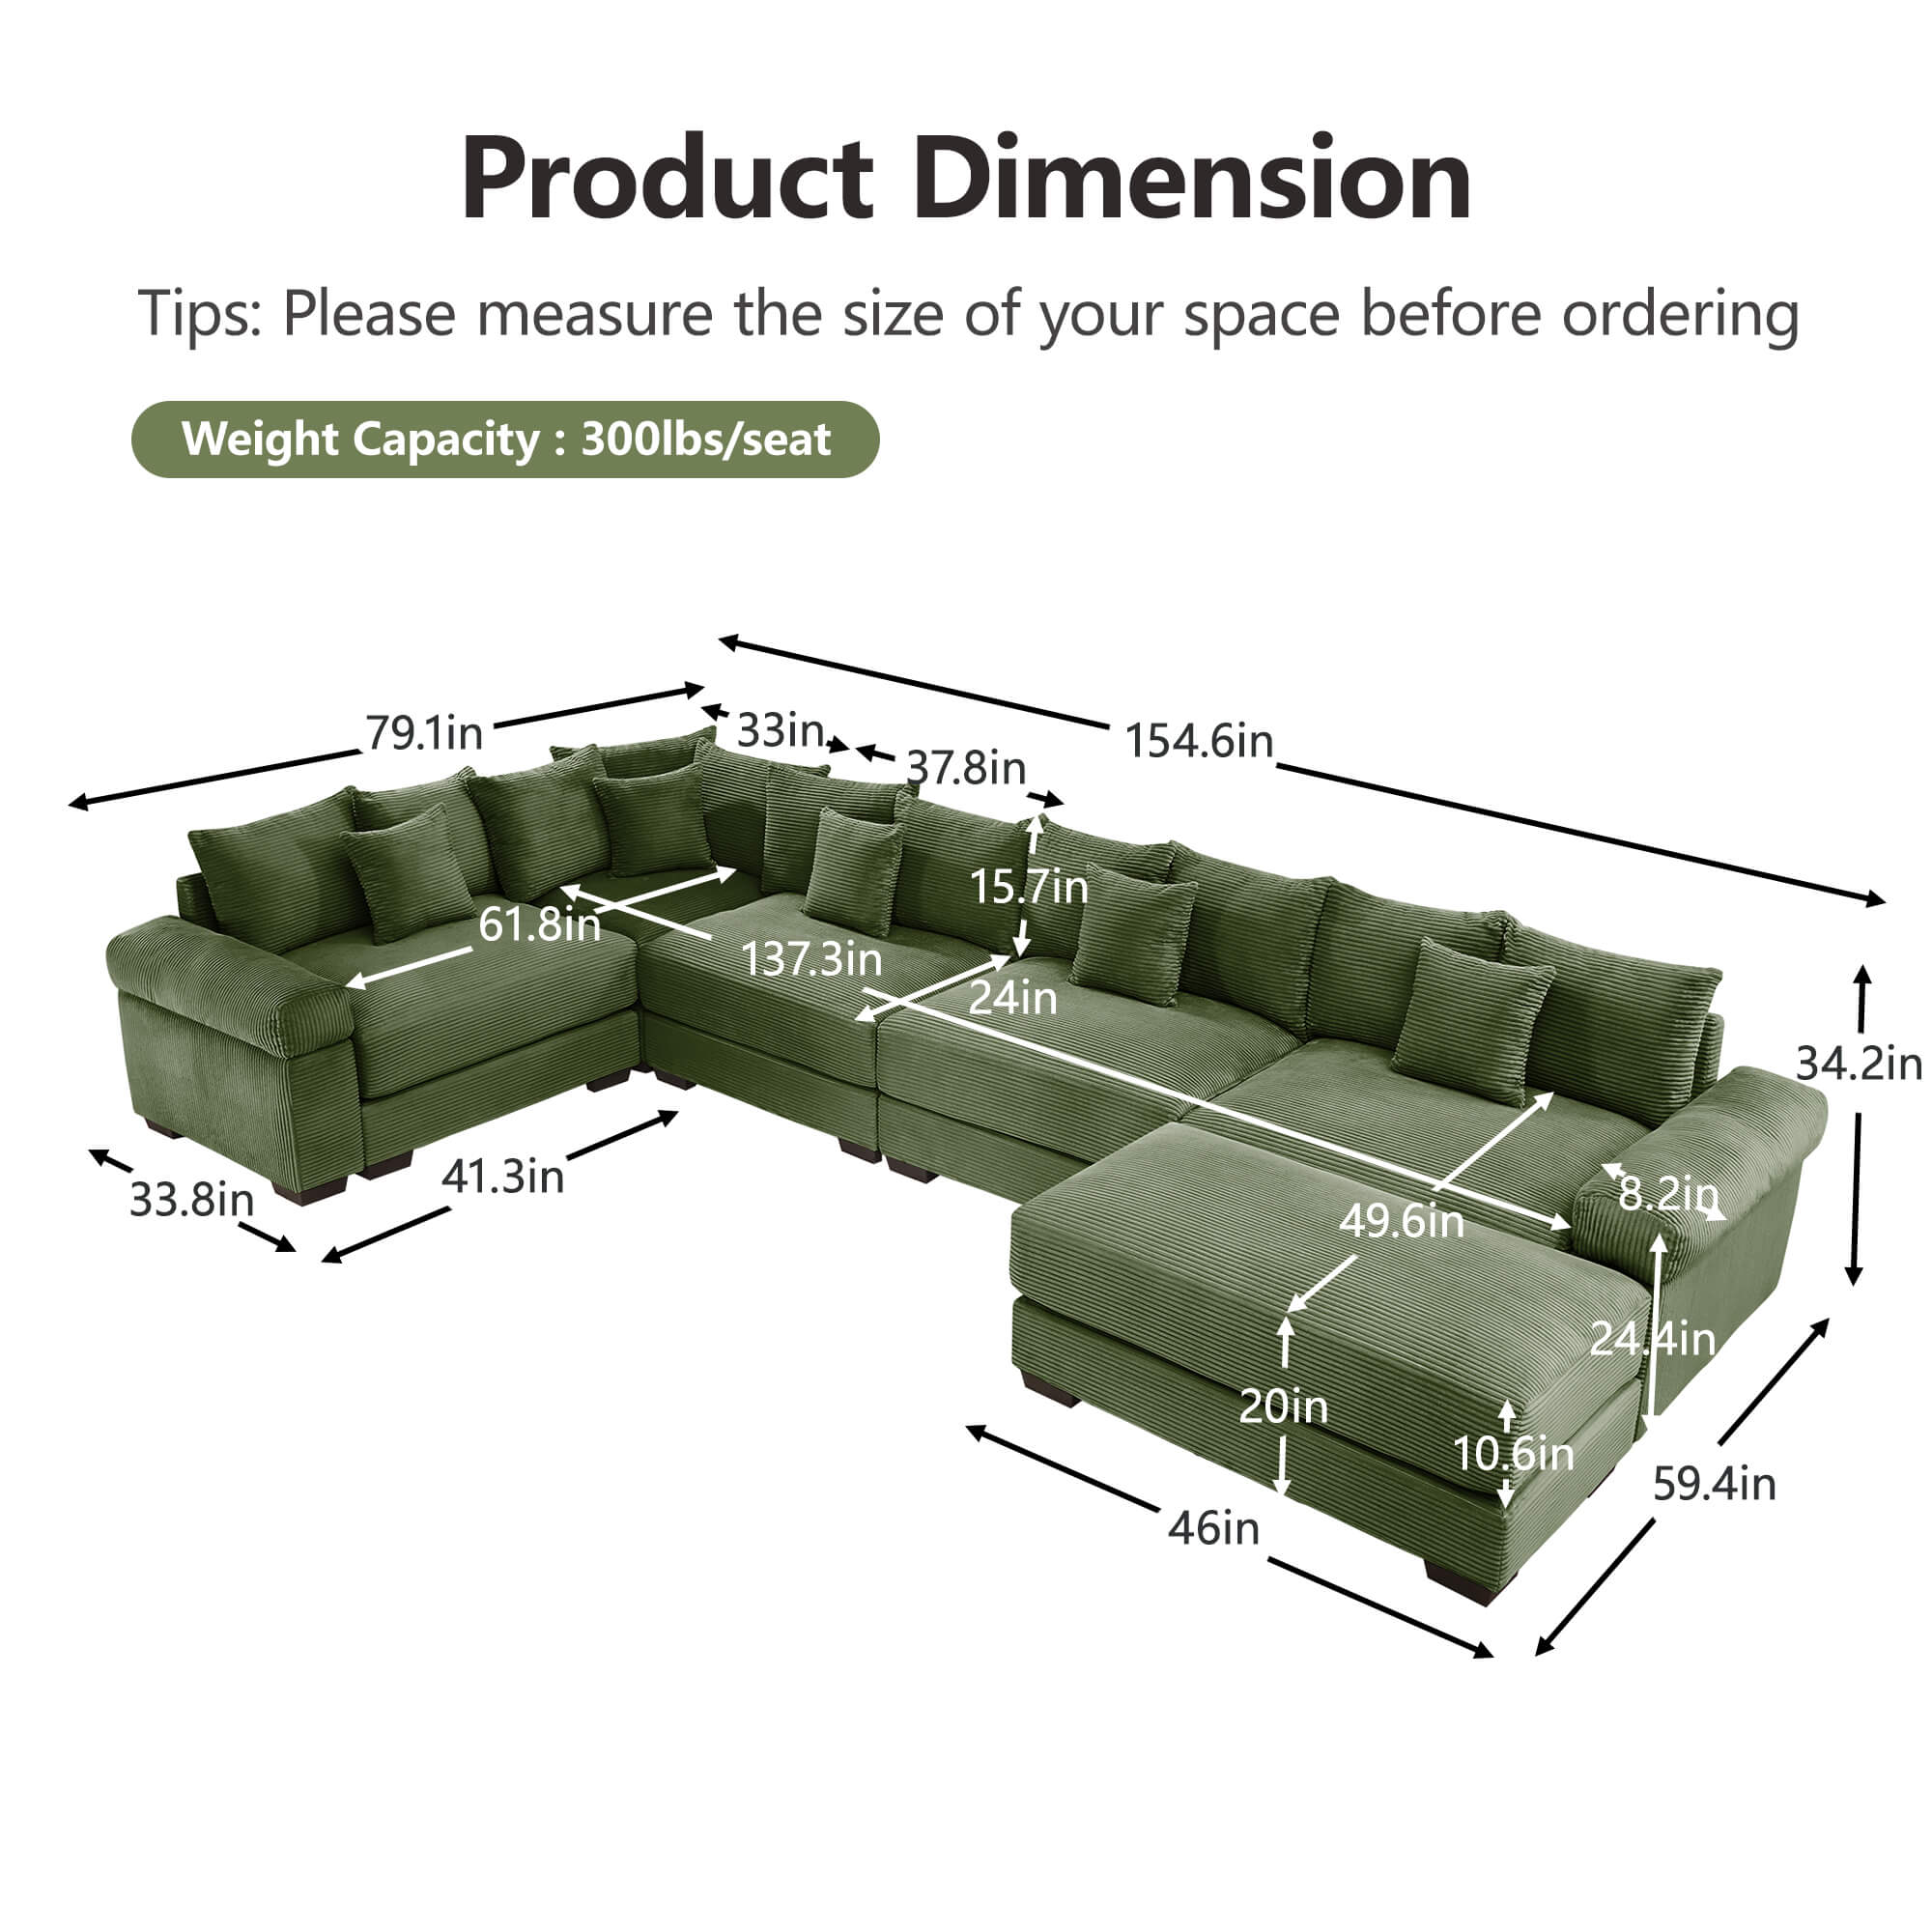 Product Dimension
Tips: Please measure the size of your space before ordering
Weight Capacity : 300lbs/seat
79.1in
33in
37.8in
154.6in
15.7in
61.8in
137.3in
24in
34.2in
33.8in
41.3in
8.2in
49.6in
24.4in
20in
10.6in
59.4in
46in